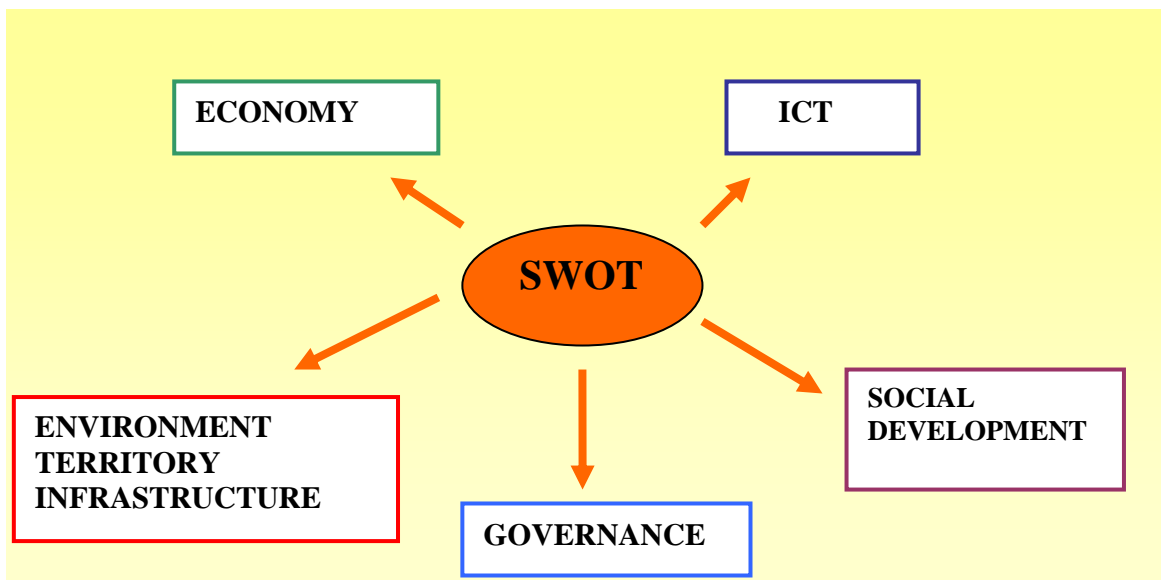 ECONOMY
ICT
SWOT
ENVIRONMENT
TERRITORY
INFRASTRUCTURE
SOCIAL
DEVELOPMENT
GOVERNANCE